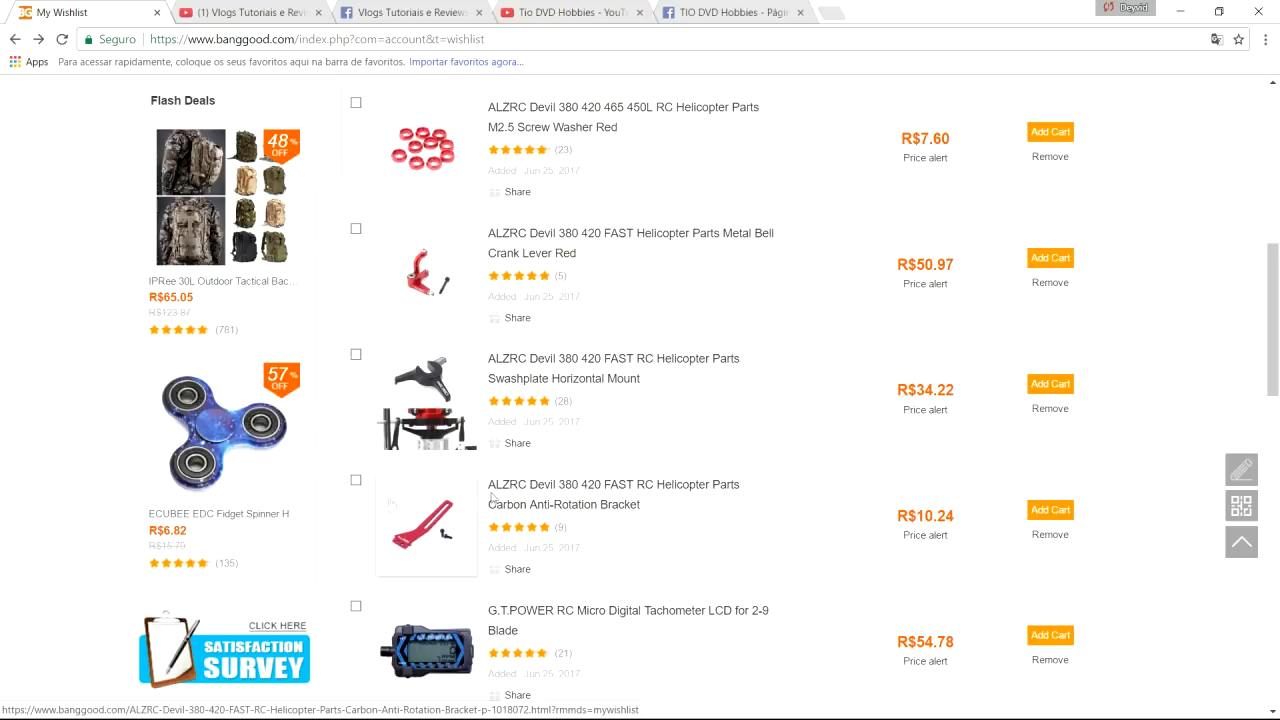 My Wishlist
(1) Vlogs Tutoriais e Revi
Vlogs Tutoriais e Reviews
Tio DVD Hobbies - YouT
TIO DVD Hobbies - Pági
Deyvid
Seguro
https://www.banggood.com/index.php?com=account&t=wishlist
Apps
Para acessar rapidamente, coloque os seus favoritos aqui na barra de favoritos. Importar favoritos agora...
Flash Deals
48% OFF
IPRee 30L Outdoor Tactical Bac...
R$65.05
R$123.87
(781)
57% OFF
ECUBEE EDC Fidget Spinner H
R$6.82
R$15.79
(135)
CLICK HERE
SATISFACTION
SURVEY
ALZRC Devil 380 420 465 450L RC Helicopter Parts
M2.5 Screw Washer Red
(23)
Added Jun 25, 2017
Share
R$7.60
Price alert
Add Cart
Remove
ALZRC Devil 380 420 FAST Helicopter Parts Metal Bell
Crank Lever Red
(5)
Added Jun 25, 2017
Share
R$50.97
Price alert
Add Cart
Remove
ALZRC Devil 380 420 FAST RC Helicopter Parts
Swashplate Horizontal Mount
(28)
Added Jun 25, 2017
Share
R$34.22
Price alert
Add Cart
Remove
ALZRC Devil 380 420 FAST RC Helicopter Parts
Carbon Anti-Rotation Bracket
(9)
Added Jun 25, 2017
Share
R$10.24
Price alert
Add Cart
Remove
G.T.POWER RC Micro Digital Tachometer LCD for 2-9
Blade
(21)
Added Jun 25, 2017
Share
R$54.78
Price alert
Add Cart
Remove
https://www.banggood.com/ALZRC-Devil-380-420-FAST-RC-Helicopter-Parts-Carbon-Anti-Rotation-Bracket-p-1018072.html?rmmds=mywishlist